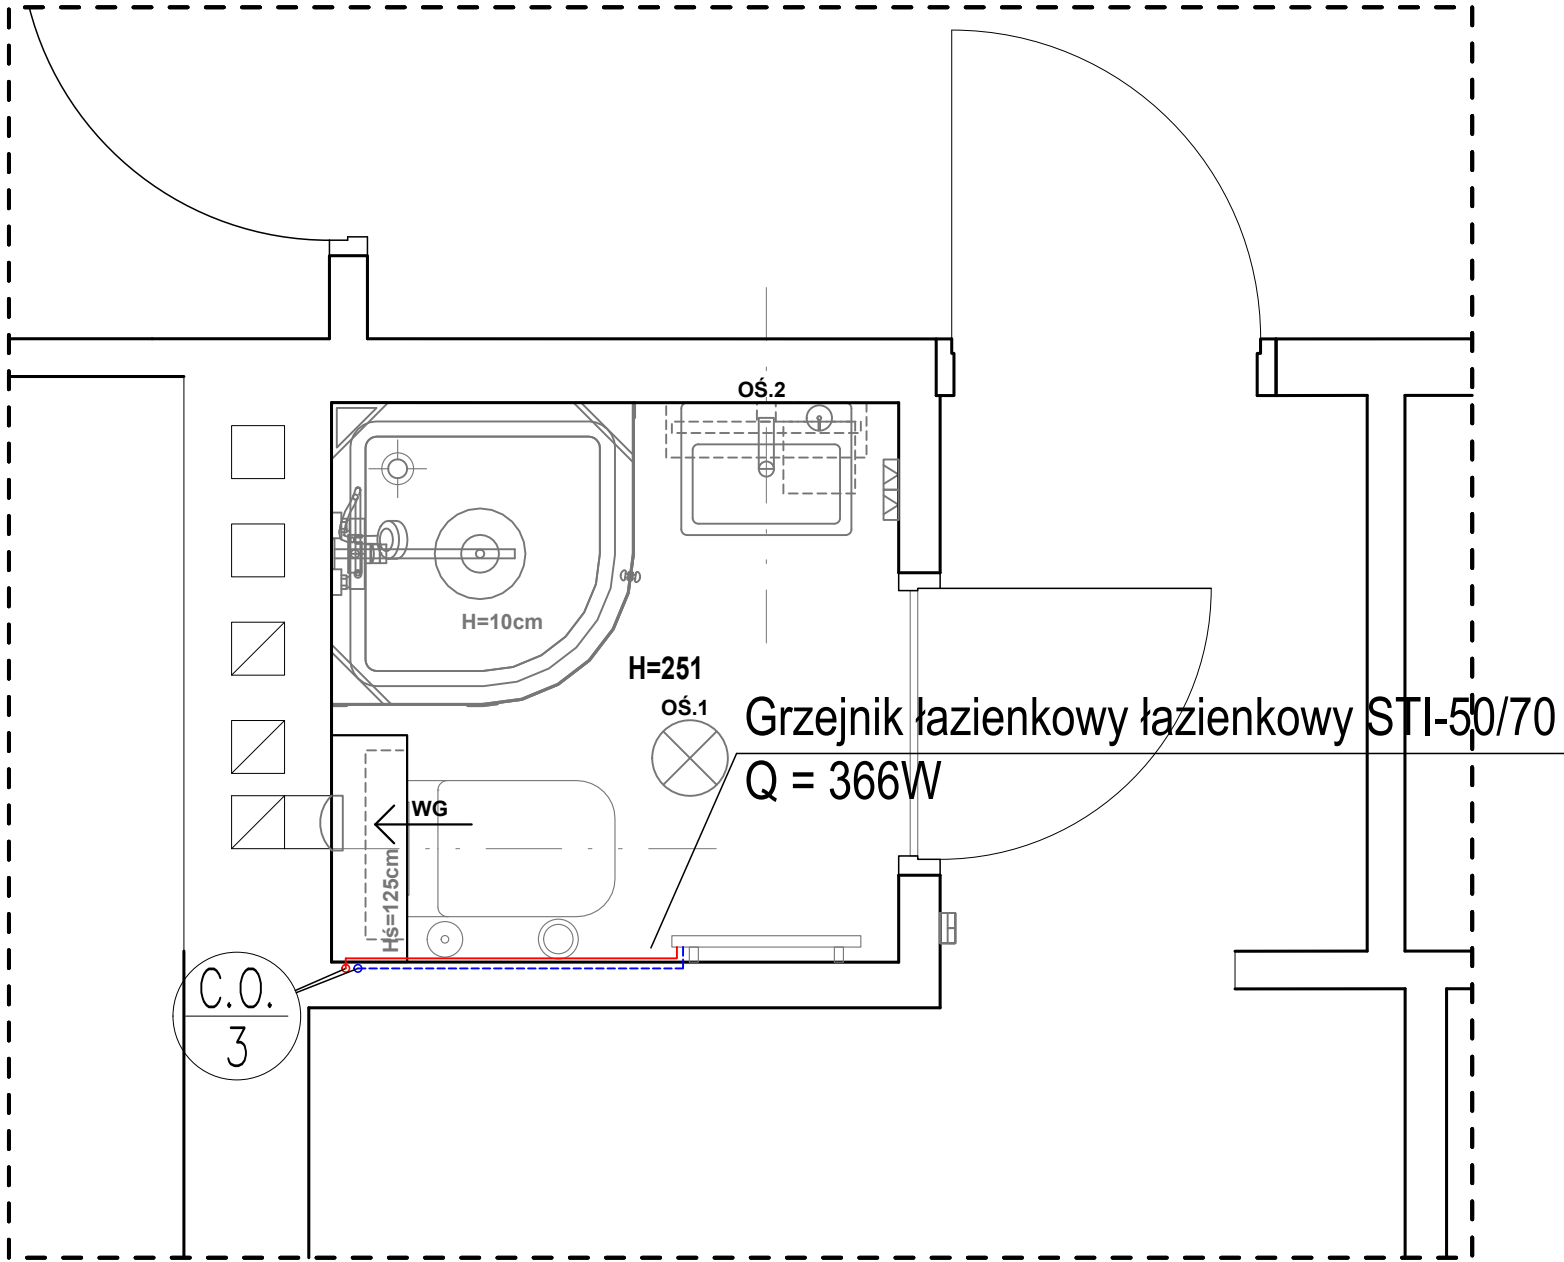 OŚ.2
H=10cm
H=251
OŚ.1
Grzejnik łazienkowy łazienkowy STI-50/70
Q = 366W
WG
Hś=125cm
C.O.
3